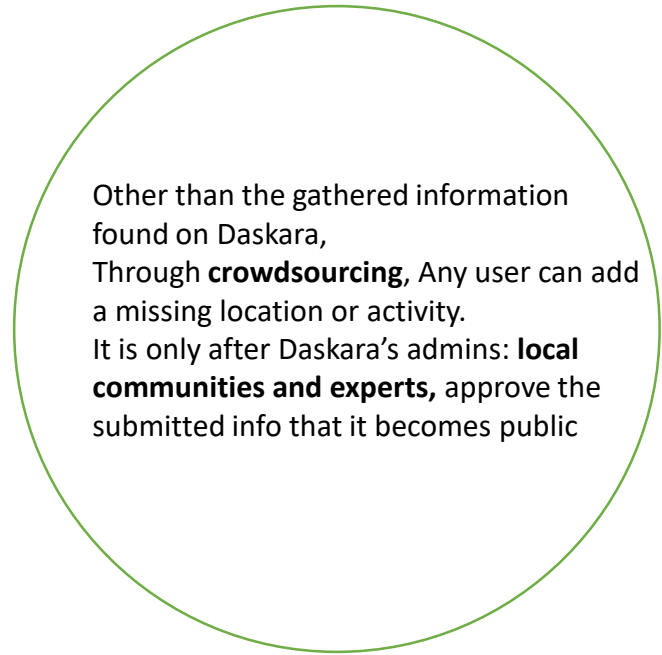 Other than the gathered information
found on Daskara,
Through crowdsourcing, Any user can add
a missing location or activity.
It is only after Daskara’s admins: local
communities and experts, approve the
submitted info that it becomes public